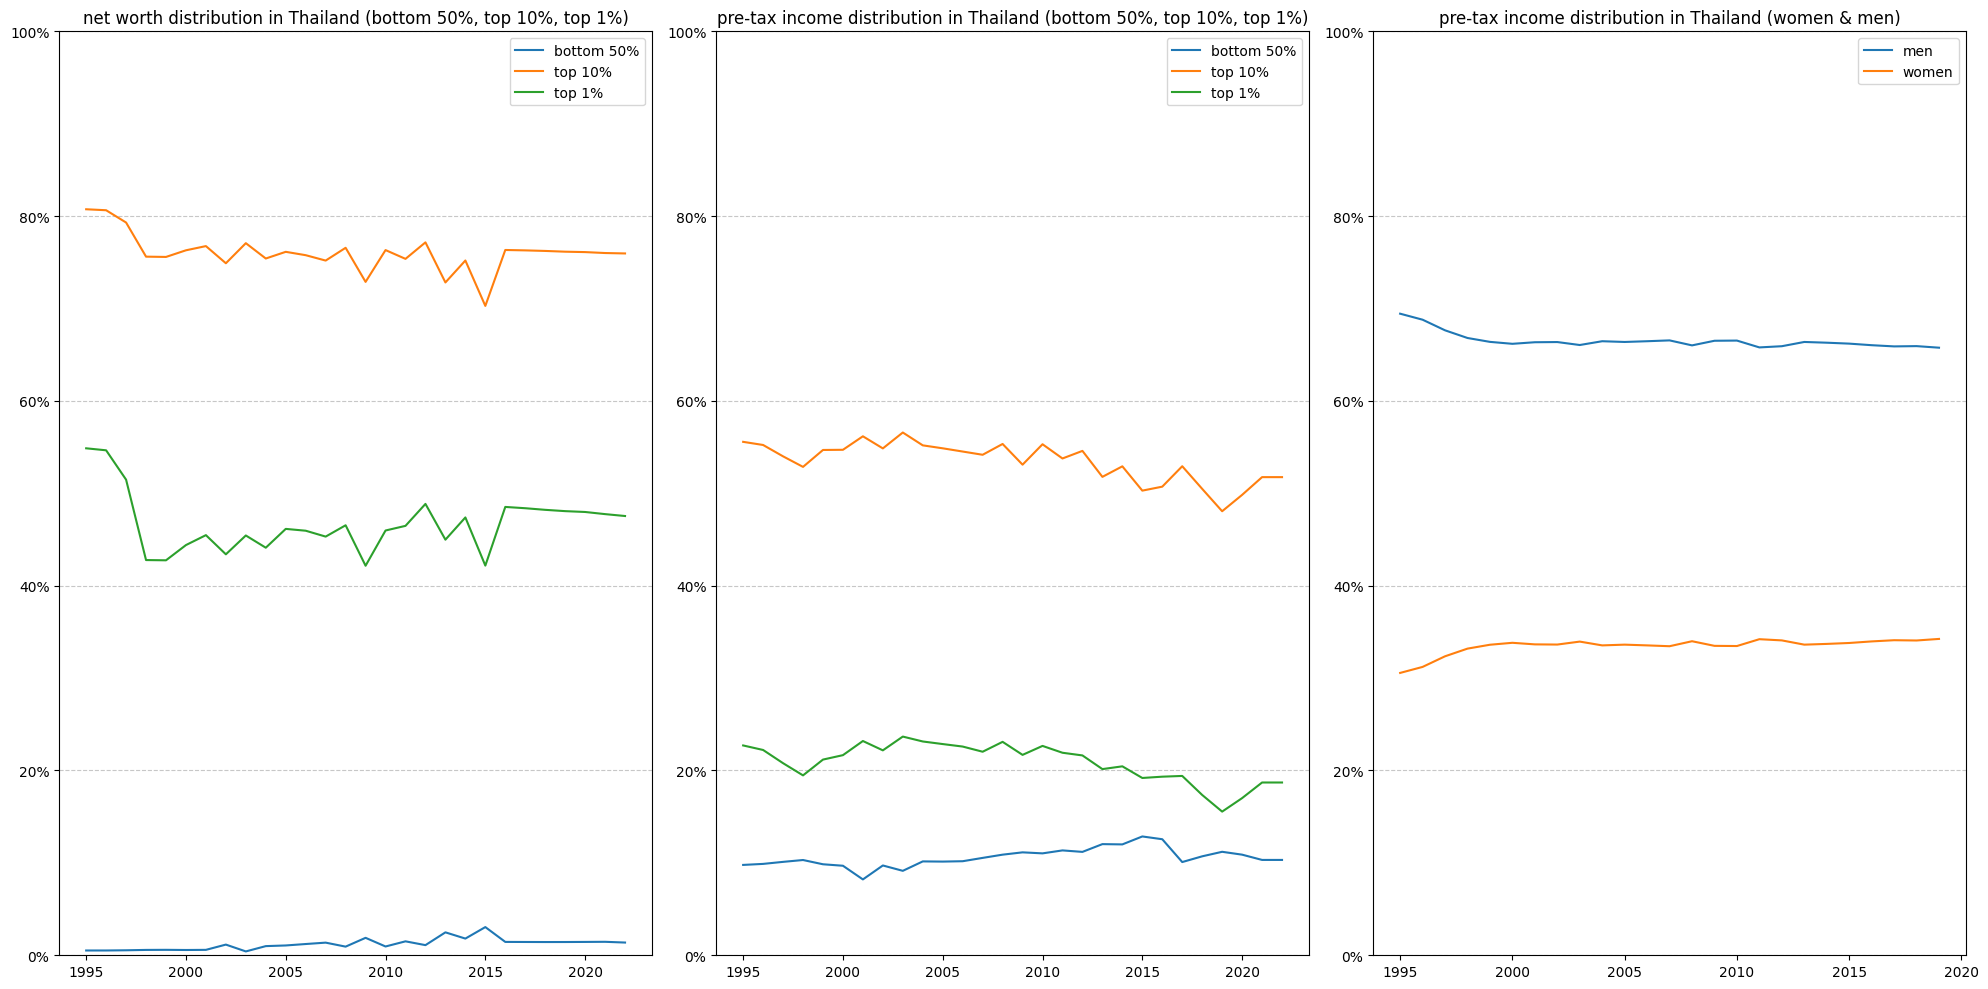 net worth distribution in Thailand (bottom 50%, top 10%, top 1%)
100%
80%
60%
40%
20%
0%
1995 2000 2005 2010 2015 2020
bottom 50%
top 10%
top 1%
pre-tax income distribution in Thailand (bottom 50%, top 10%, top 1%)
100%
80%
60%
40%
20%
0%
1995 2000 2005 2010 2015 2020
bottom 50%
top 10%
top 1%
pre-tax income distribution in Thailand (women & men)
100%
80%
60%
40%
20%
0%
1995 2000 2005 2010 2015 2020
men
women